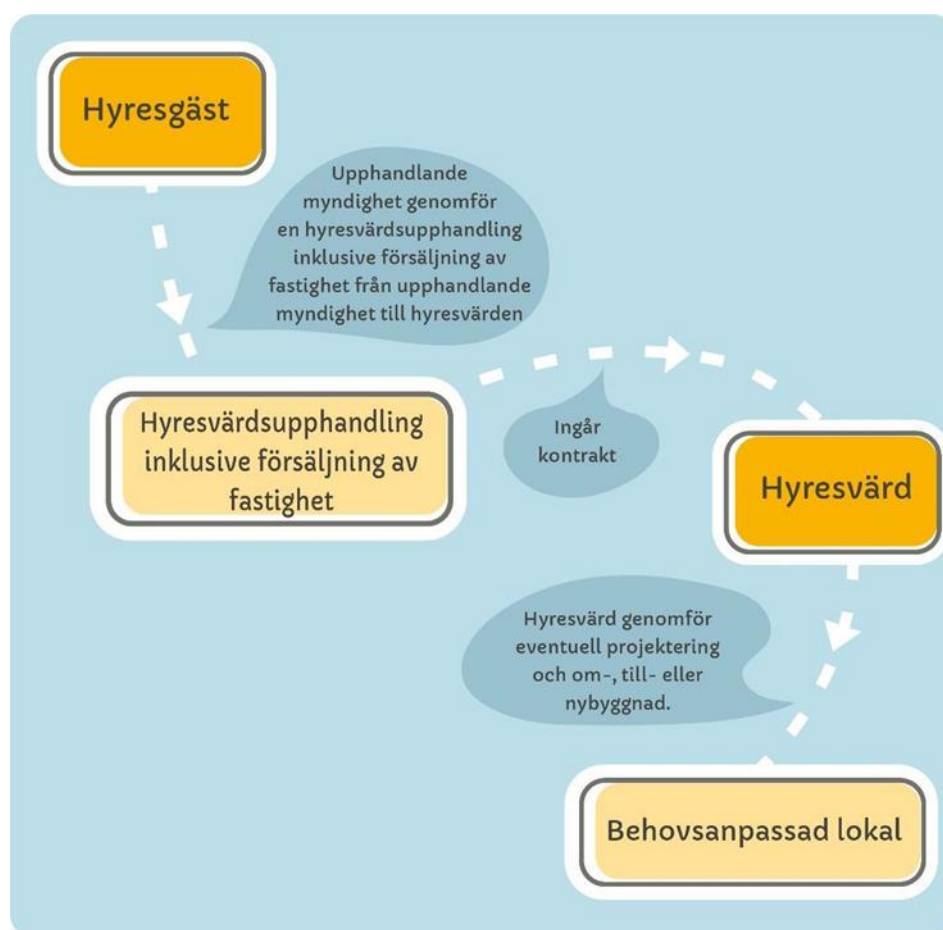 Hyresgäst
Upphandlande
myndighet genomför
en hyresvärdsupphandling
inklusive försäljning av
fastighet från upphandlande
myndighet till hyresvärden
Hyresvärdsupphandling
inklusive försäljning av
fastighet
Ingår
kontrakt
Hyresvärd
Hyresvärd genomför
eventuell projektering
och om-, till- eller
nybyggnad.
Behovsanpassad lokal